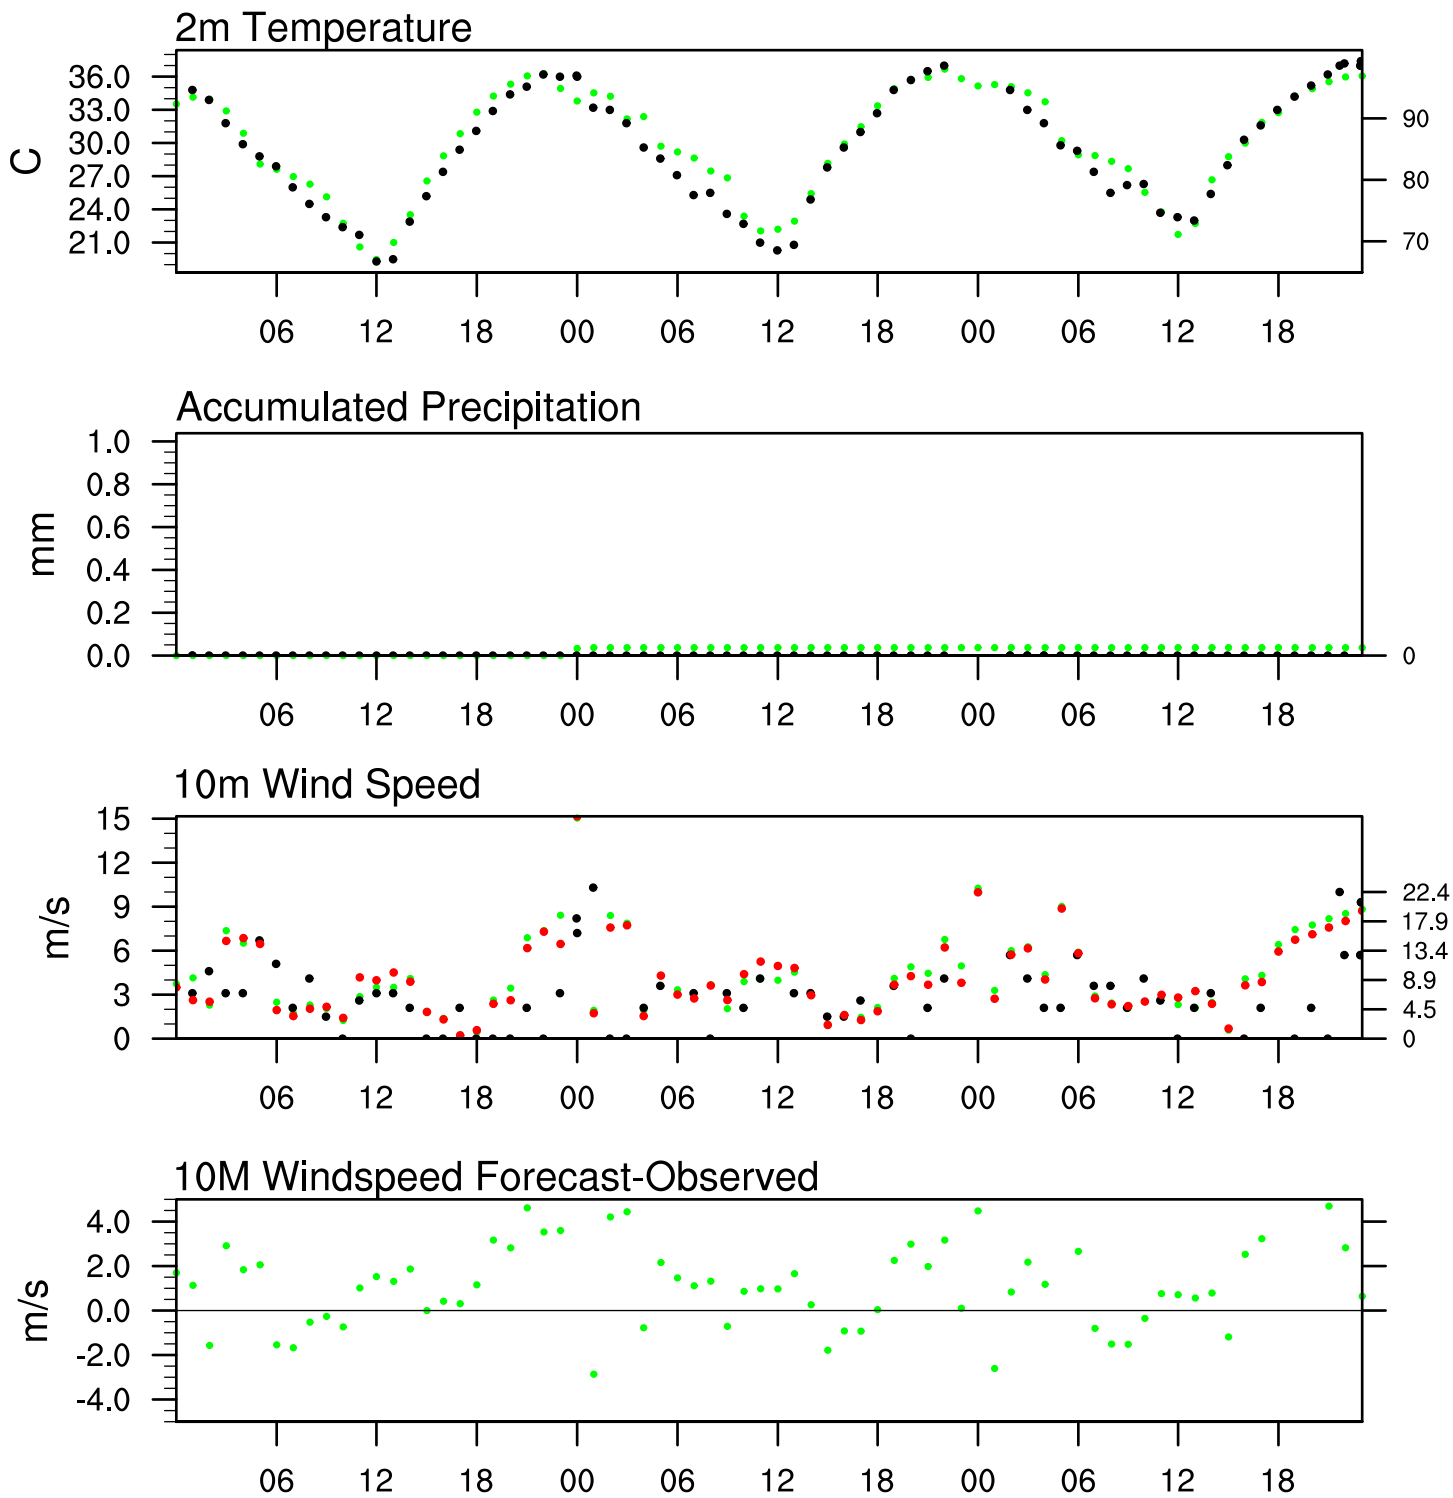 2m Temperature
36.0
33.0
30.0
27.0
24.0
21.0
C
90
80
70
06 12 18 00 06 12 18 00 06 12 18
Accumulated Precipitation
1.0
0.8
0.6
0.4
0.2
0.0
mm
0
06 12 18 00 06 12 18 00 06 12 18
10m Wind Speed
15
12
9
6
3
0
m/s
22.4
17.9
13.4
8.9
4.5
0
06 12 18 00 06 12 18 00 06 12 18
10M Windspeed Forecast-Observed
4.0
2.0
0.0
-2.0
-4.0
m/s
06 12 18 00 06 12 18 00 06 12 18